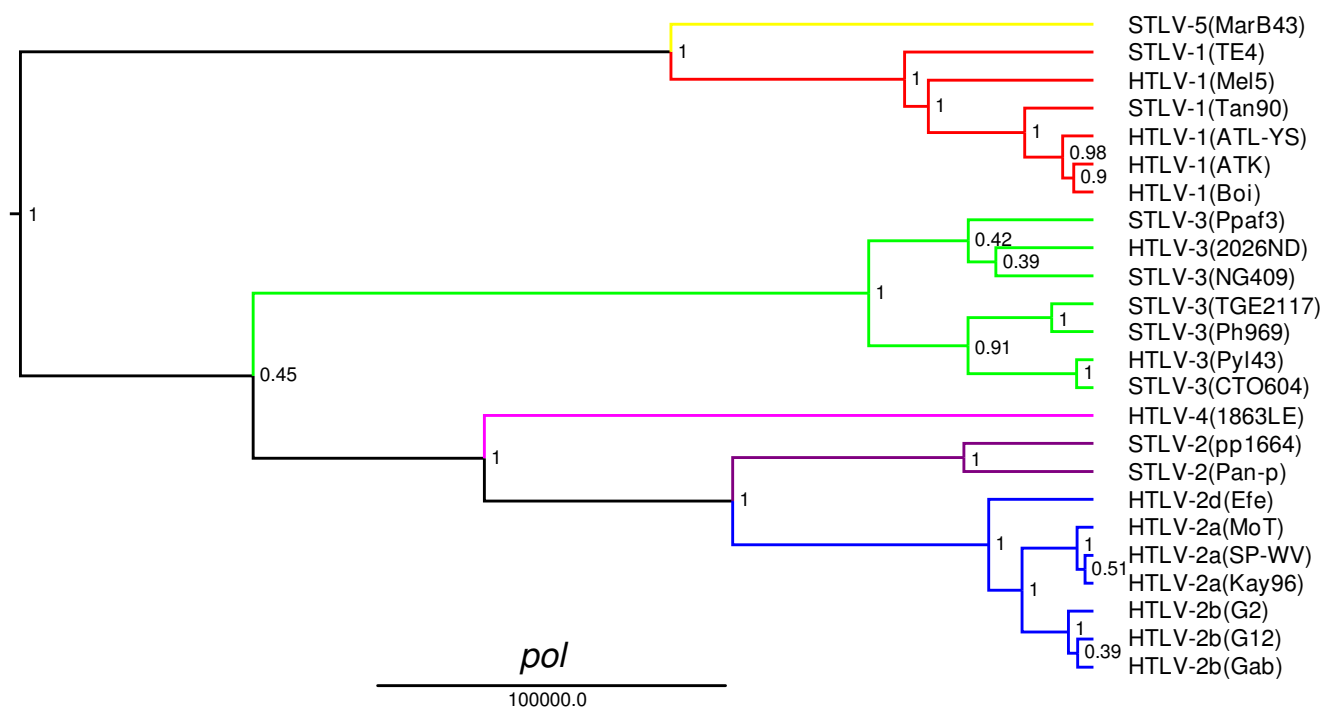 STLV-5(MarB43)
1
STLV-1(TE4)
1
HTLV-1(Mel5)
1
STLV-1(Tan90)
1
HTLV-1(ATL-YS)
0.98
HTLV-1(ATK)
0.9
HTLV-1(Boi)
1
STLV-3(Ppaf3)
0.42
HTLV-3(2026ND)
0.39
STLV-3(NG409)
1
STLV-3(TGE2117)
1
STLV-3(Ph969)
0.91
HTLV-3(Pyl43)
1
0.45
STLV-3(CTO604)
HTLV-4(1863LE)
1
STLV-2(pp1664)
1
STLV-2(Pan-p)
1
HTLV-2d(Efe)
1
HTLV-2a(MoT)
1
HTLV-2a(SP-WV)
0.51
HTLV-2a(Kay96)
1
HTLV-2b(G2)
1
HTLV-2b(G12)
0.39
HTLV-2b(Gab)
pol
100000.0